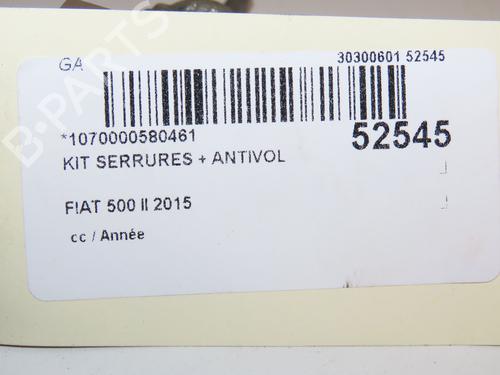 GA
30300601 52545
*1070000580461
52545
KIT SERRURES + ANTIVOL
FIAT 500 II 2015
cc / Année
B-PARTS